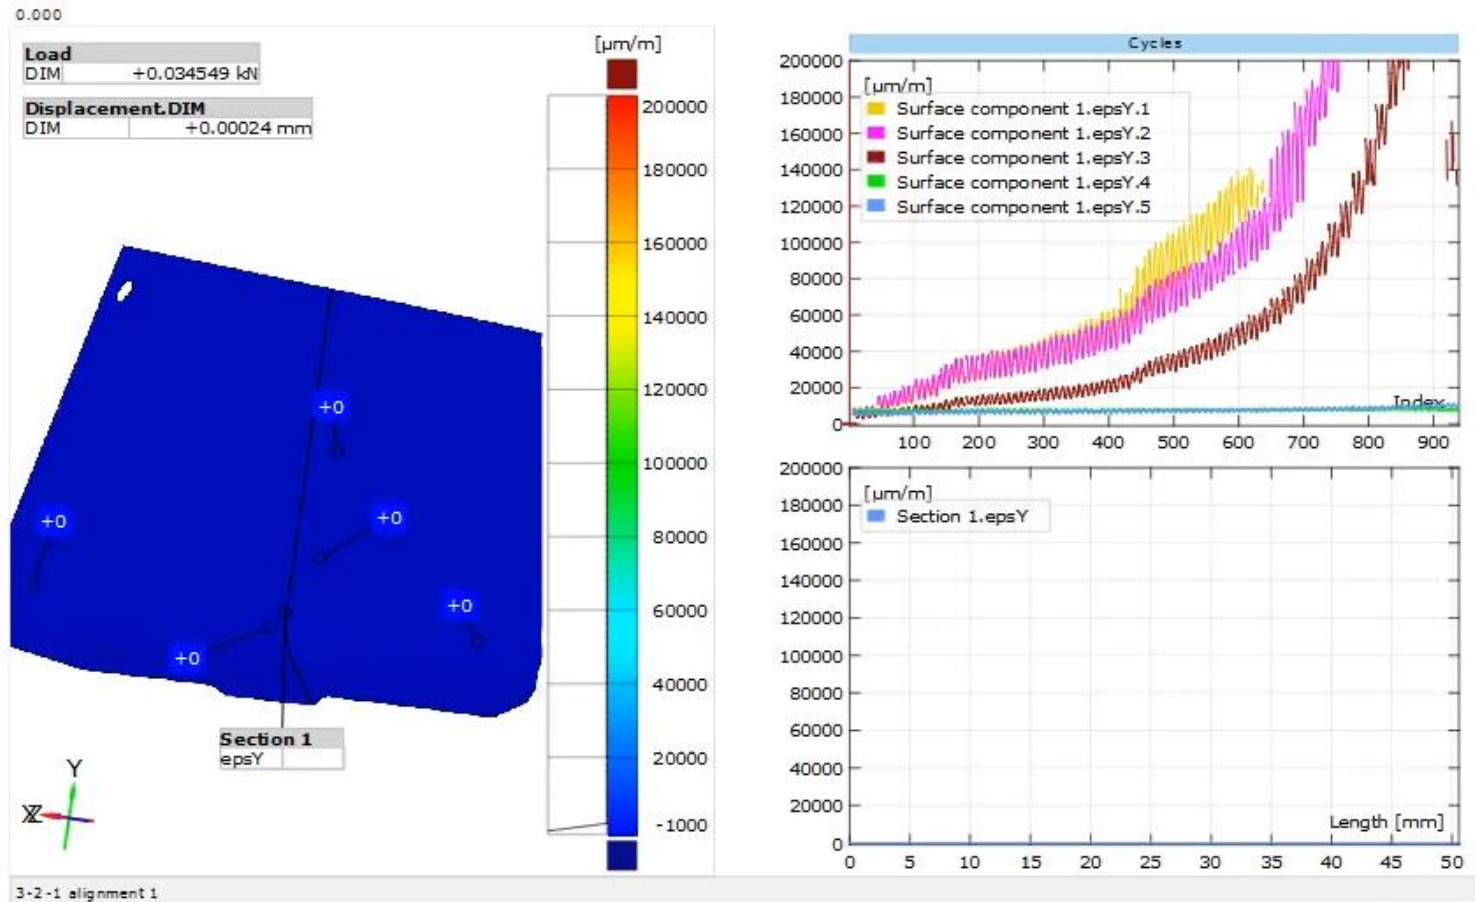 0.000
Load
DIM +0.034549 kN
Displacement.DIM
DIM +0.00024 mm
[µm/m]
200000
180000
160000
140000
120000
100000
80000
60000
40000
20000
-1000
+0
+0
+0
+0
+0
Section 1
epsY
Y
X Z
3-2-1 alignment 1
Cycles
[µm/m]
Surface component 1.epsY.1
Surface component 1.epsY.2
Surface component 1.epsY.3
Surface component 1.epsY.4
Surface component 1.epsY.5
200000
180000
160000
140000
120000
100000
80000
60000
40000
20000
0
Index
100 200 300 400 500 600 700 800 900
[µm/m]
Section 1.epsY
200000
180000
160000
140000
120000
100000
80000
60000
40000
20000
0
Length [mm]
0 5 10 15 20 25 30 35 40 45 50